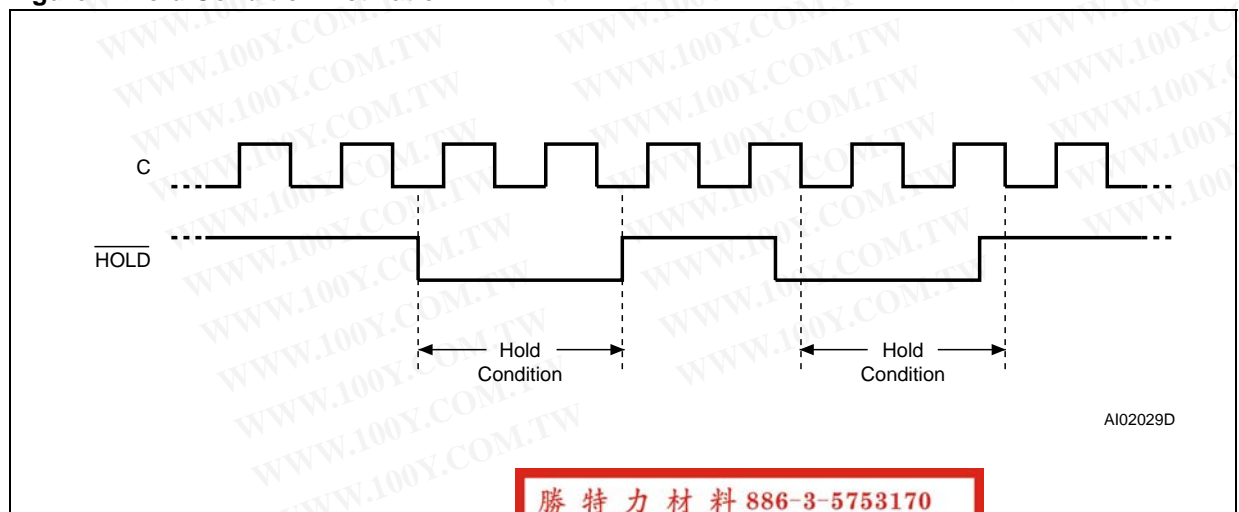 C
HOLD
Hold
Condition
Hold
Condition
AI02029D
勝 特 力 材 料 886-3-5753170
WWW.100Y.COM.TW